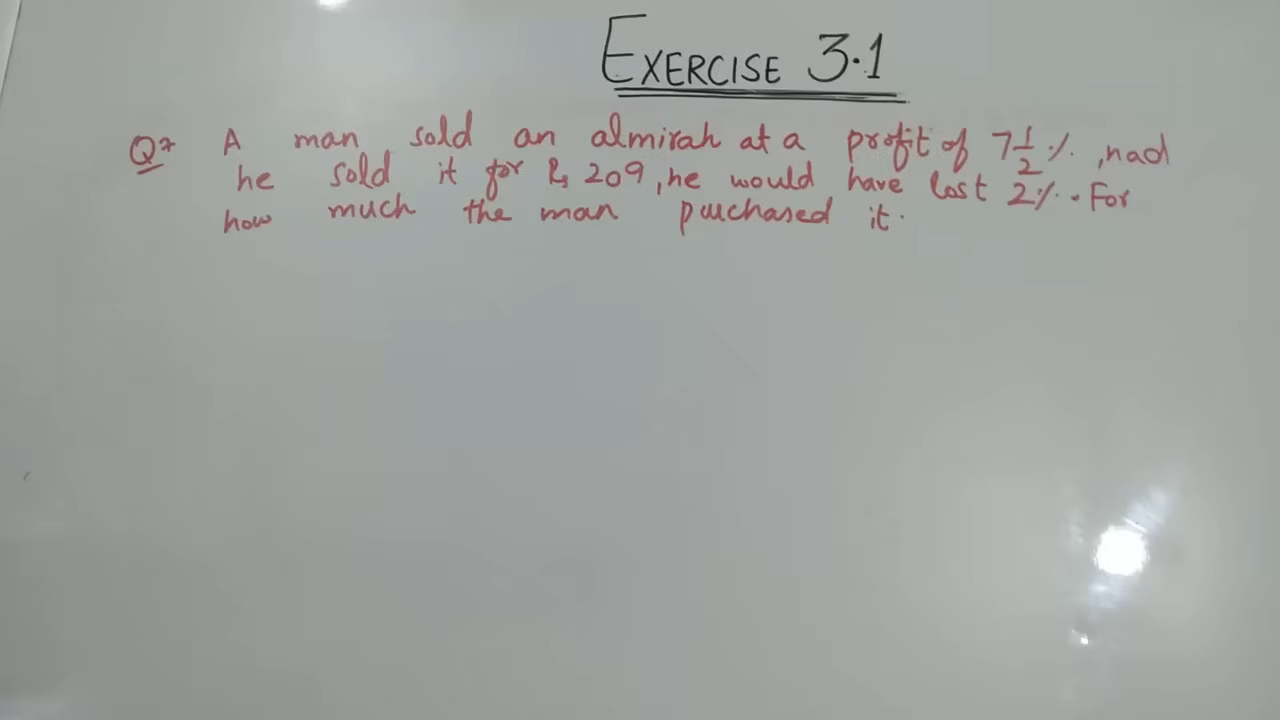 EXERCISE 3.1
Q7 A man sold an almirah at a profit of 7 1/2 %, had
he sold it for Rs 209, he would have lost 2%. For
how much the man purchased it.